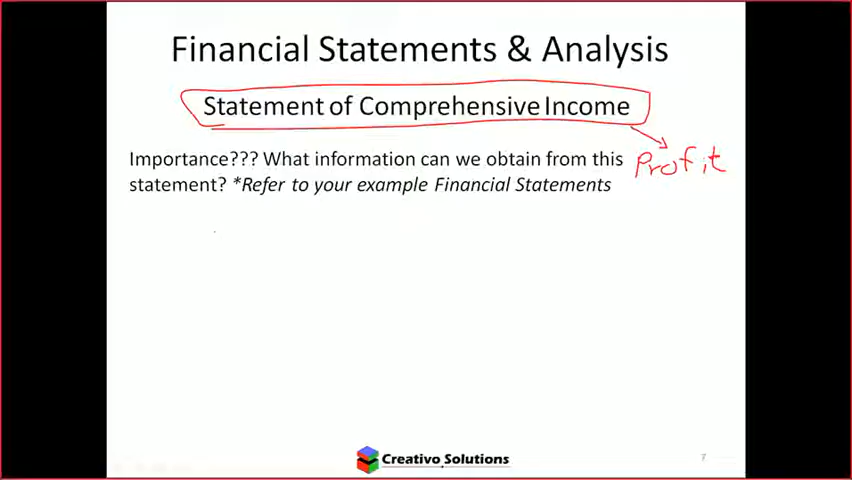 Financial Statements & Analysis
Statement of Comprehensive Income
Importance??? What information can we obtain from this
Profit
statement? *Refer to your example Financial Statements
Creativo Solutions
7